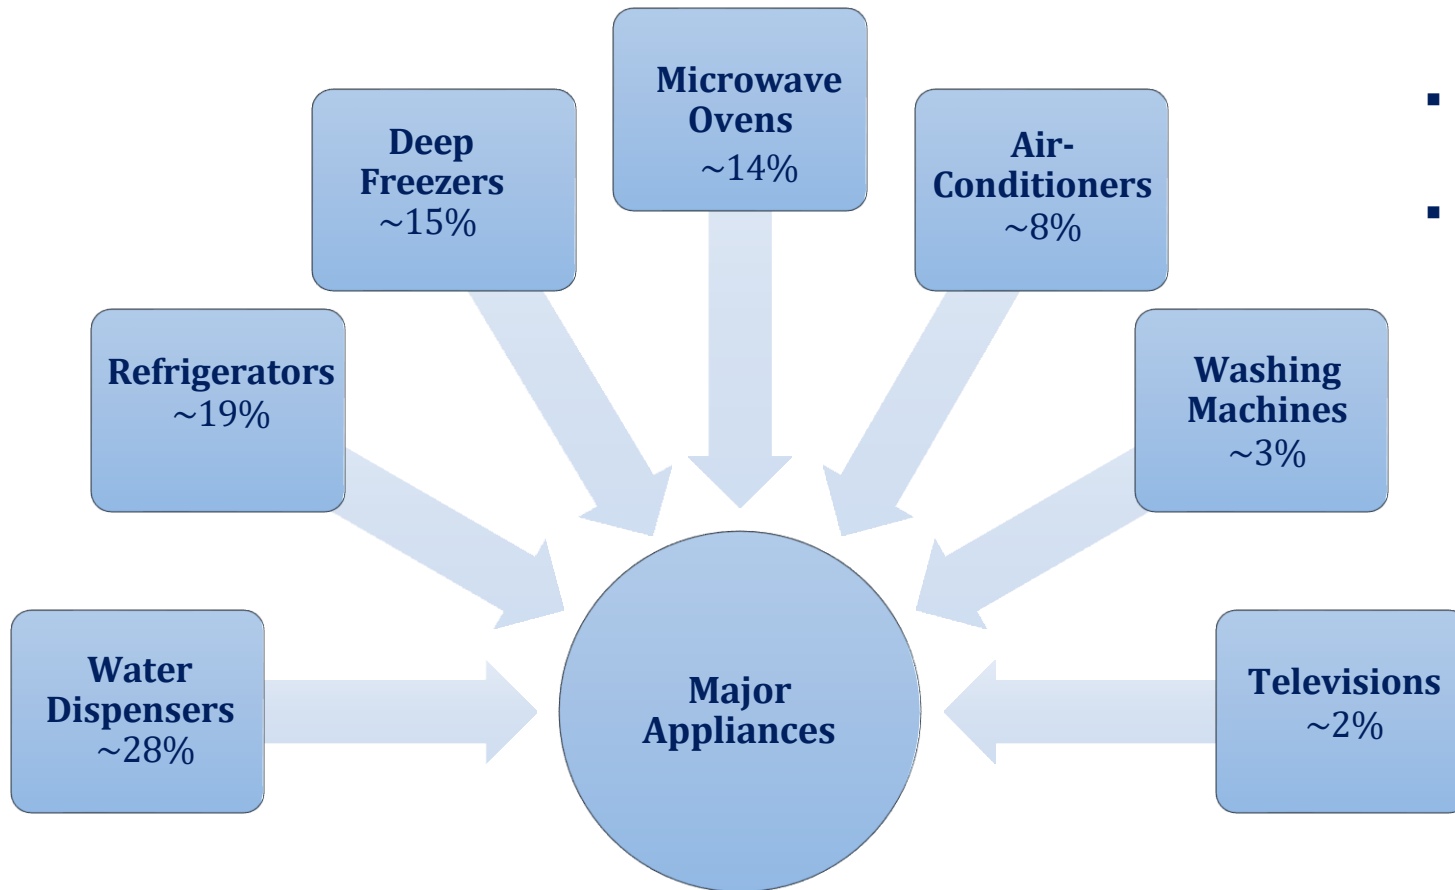 Microwave
Ovens
~14%
Deep
Freezers
~15%
Air-
Conditioners
~8%
Refrigerators
~19%
Washing
Machines
~3%
Water
Dispensers
~28%
Major
Appliances
Televisions
~2%